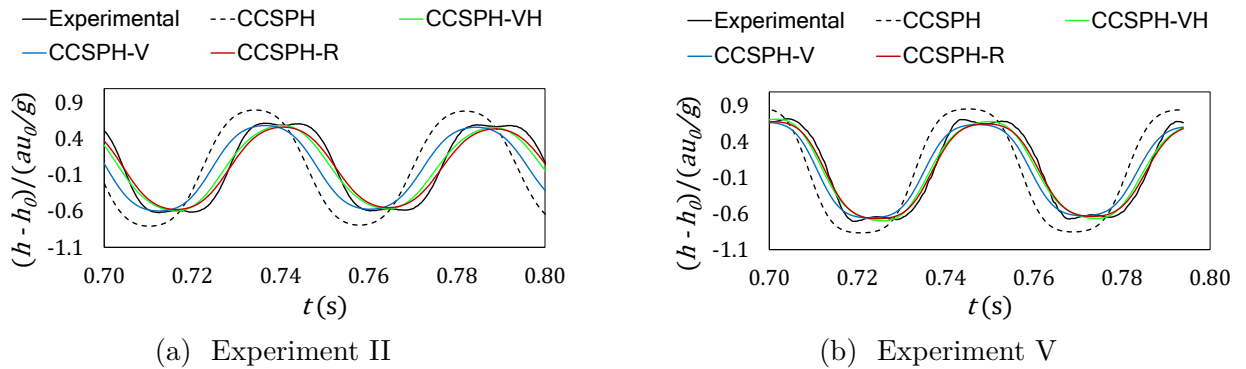 Experimental CCSPH CCSPH-VH
CCSPH-V CCSPH-R
(h - h0)/(au0/g)
0.9
0.4
-0.1
-0.6
-1.1
0.70 0.72 0.74 0.76 0.78 0.80
t(s)
(a) Experiment II
Experimental CCSPH CCSPH-VH
CCSPH-V CCSPH-R
(h - h0)/(au0/g)
0.9
0.4
-0.1
-0.6
-1.1
0.70 0.72 0.74 0.76 0.78 0.80
t(s)
(b) Experiment V